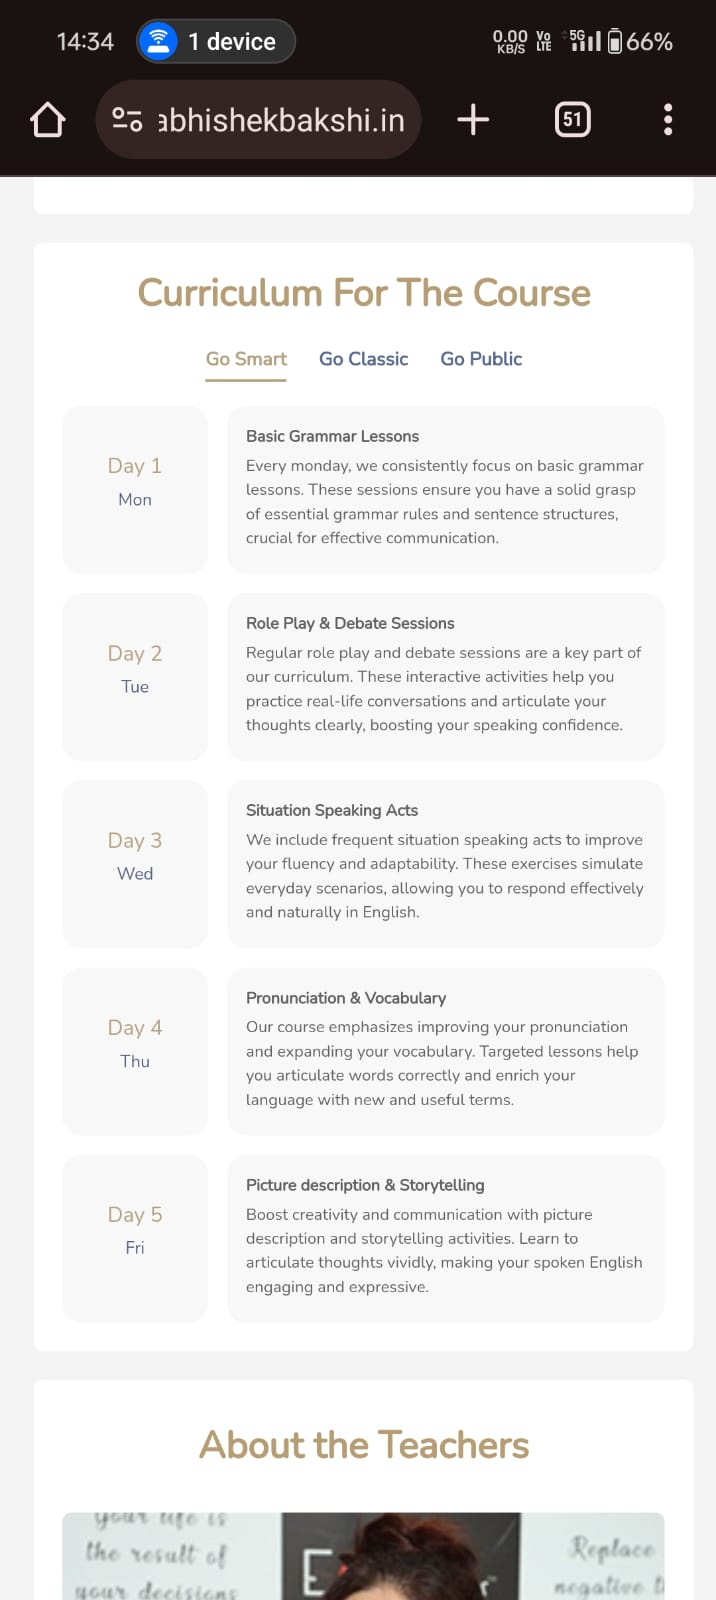 14:34
1 device
0.00 KB/S
Vo LTE
5G
66%
abhishekbakshi.in
51
Curriculum For The Course
Go Smart Go Classic Go Public
Day 1
Mon
Basic Grammar Lessons
Every monday, we consistently focus on basic grammar
lessons. These sessions ensure you have a solid grasp
of essential grammar rules and sentence structures,
crucial for effective communication.
Day 2
Tue
Role Play & Debate Sessions
Regular role play and debate sessions are a key part of
our curriculum. These interactive activities help you
practice real-life conversations and articulate your
thoughts clearly, boosting your speaking confidence.
Day 3
Wed
Situation Speaking Acts
We include frequent situation speaking acts to improve
your fluency and adaptability. These exercises simulate
everyday scenarios, allowing you to respond effectively
and naturally in English.
Day 4
Thu
Pronunciation & Vocabulary
Our course emphasizes improving your pronunciation
and expanding your vocabulary. Targeted lessons help
you articulate words correctly and enrich your
language with new and useful terms.
Day 5
Fri
Picture description & Storytelling
Boost creativity and communication with picture
description and storytelling activities. Learn to
articulate thoughts vividly, making your spoken English
engaging and expressive.
About the Teachers
your life is
the result of
your decisions
E
Replace
negative